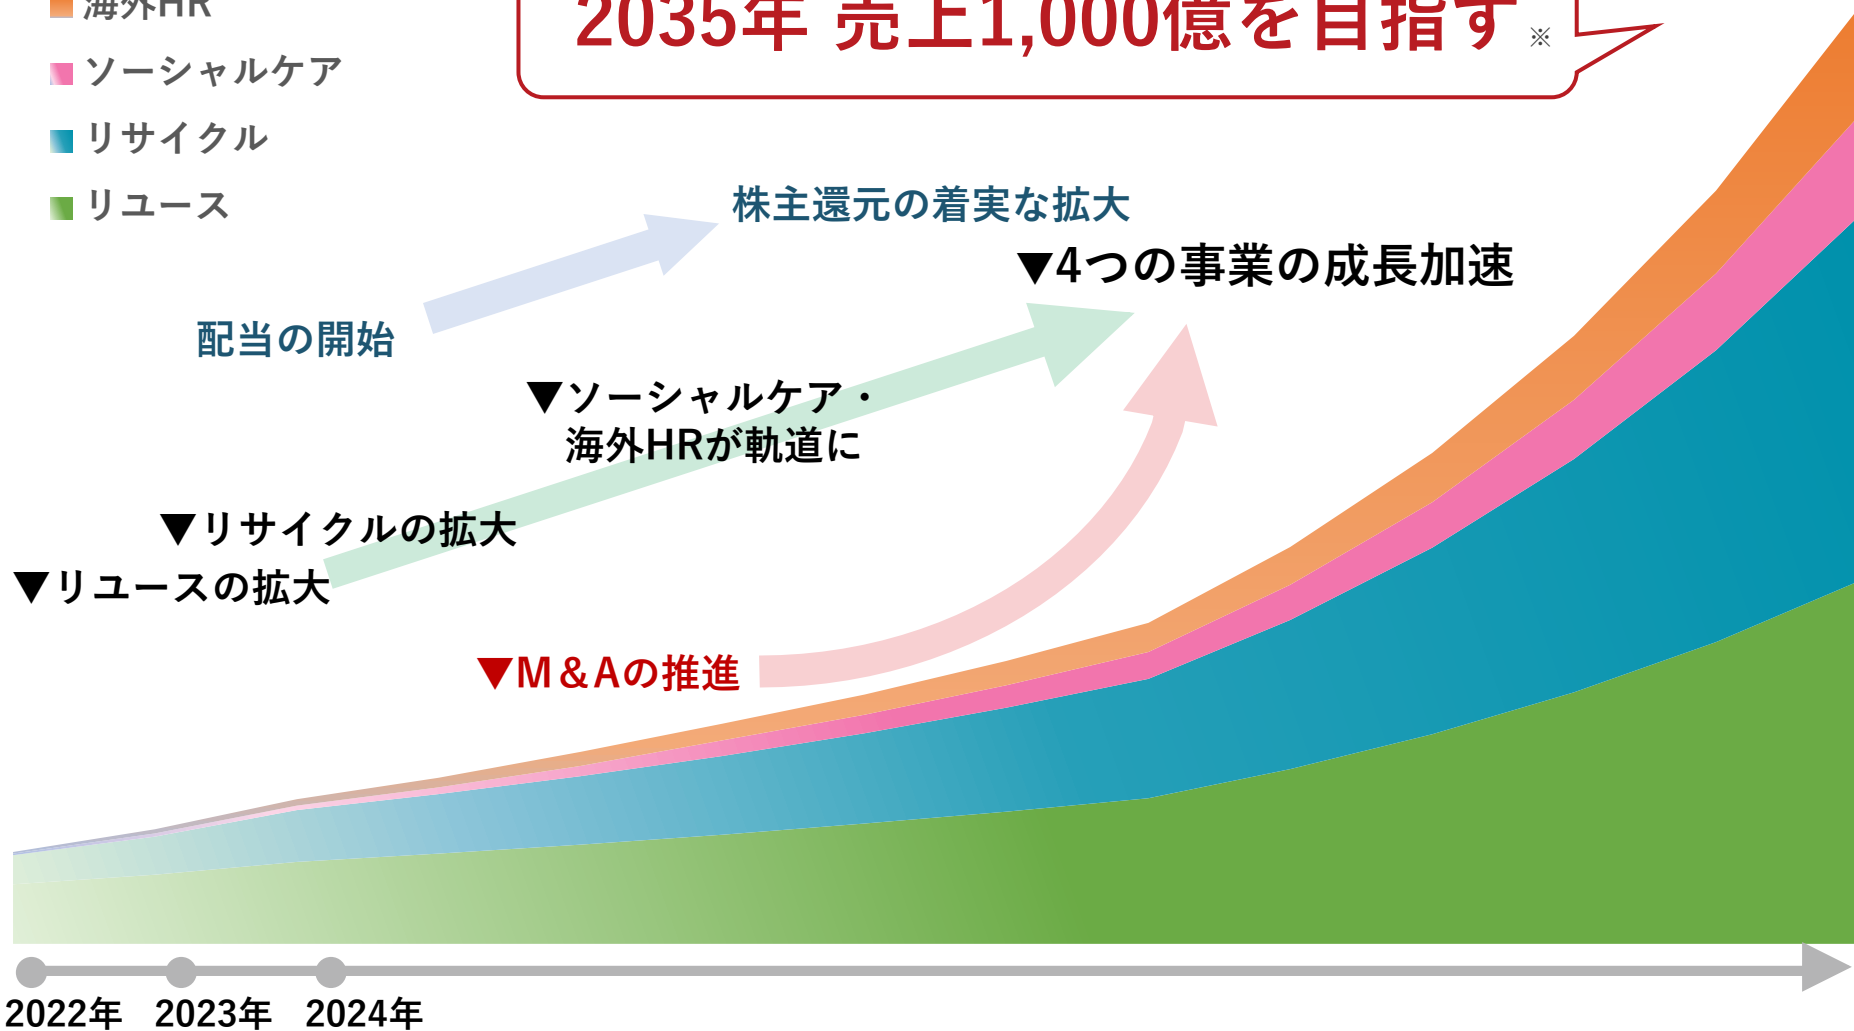 海外HR
ソーシャルケア
リサイクル
リユース
2035年 売上1,000億を目指す※
株主還元の着実な拡大
▼4つの事業の成長加速
配当の開始
▼ソーシャルケア・
海外HRが軌道に
▼リサイクルの拡大
▼リユースの拡大
▼M＆Aの推進
2022年 2023年 2024年